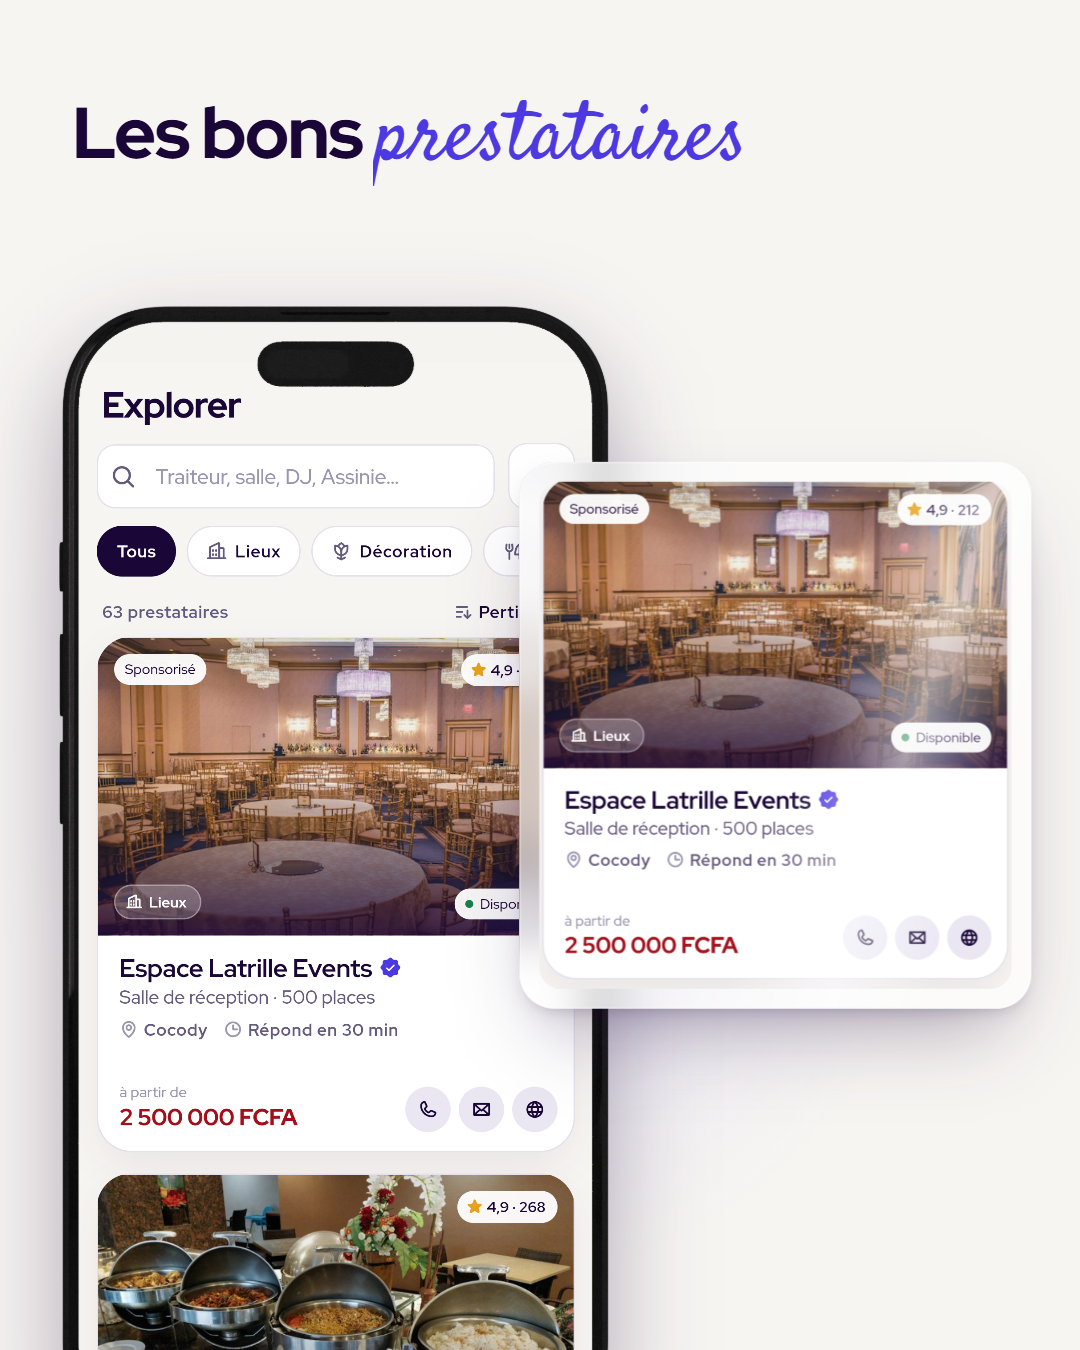 Les bons prestataires
Explorer
Traiteur, salle, DJ, Assinie...
Tous
Lieux
Décoration
63 prestataires
Perti
Sponsorisé
4,9 ·
Lieux
Dispon
Espace Latrille Events
Salle de réception · 500 places
Cocody
Répond en 30 min
à partir de
2 500 000 FCFA
4,9 · 268
Sponsorisé
4,9 · 212
Lieux
Disponible
Espace Latrille Events
Salle de réception · 500 places
Cocody
Répond en 30 min
à partir de
2 500 000 FCFA